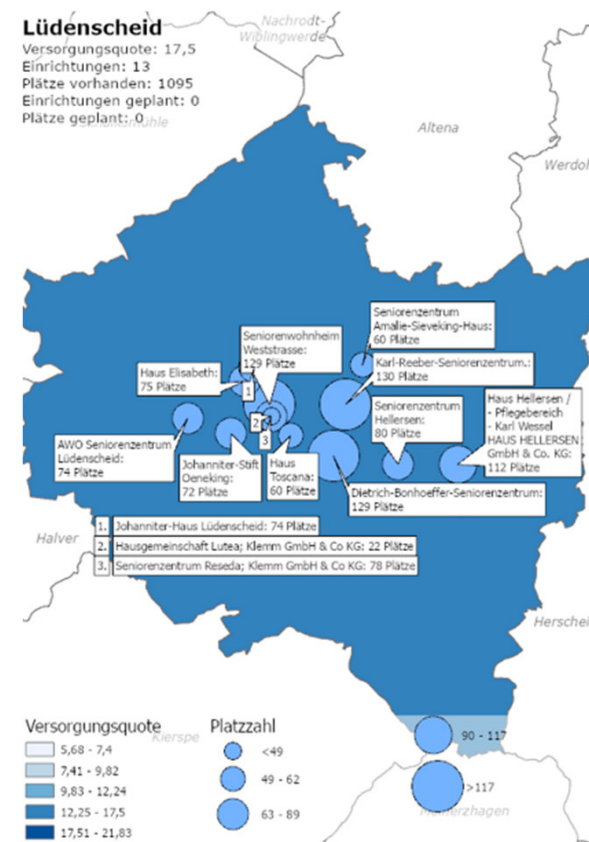 Lüdenscheid
Versorgungsquote: 17,5
Einrichtungen: 13
Plätze vorhanden: 1095
Einrichtungen geplant: 0
Plätze geplant: 0
Nachrodt-
Wiblingwerde
Altena
Seniorenzentrum
Amalie-Sieveking-Haus:
60 Plätze
Seniorenwohnheim
Weststrasse:
129 Plätze
Karl-Reeber-Seniorenzentrum.:
130 Plätze
Haus Elisabeth:
75 Plätze
1
2
3
Haus Hellersen /
- Pflegebereich
- Karl Wessel
HAUS HELLERSEN
GmbH & Co. KG:
112 Plätze
Seniorenzentrum
Hellersen:
80 Plätze
AWO Seniorenzentrum
Lüdenscheid:
74 Plätze
Johanniter-Stift
Oeneking:
72 Plätze
Haus
Toscana:
60 Plätze
Dietrich-Bonhoeffer-Seniorenzentrum:
129 Plätze
1. Johanniter-Haus Lüdenscheid: 74 Plätze
2. Hausgemeinschaft Lutea; Klemm GmbH & Co KG: 22 Plätze
3. Seniorenzentrum Reseda; Klemm GmbH & Co KG: 78 Plätze
Halver
Versorgungsquote
5,68 - 7,4
7,41 - 9,82
9,83 - 12,24
12,25 - 17,5
17,51 - 21,83
Kierspe
Platzzahl
<49
49 - 62
63 - 89
90 - 117
>117